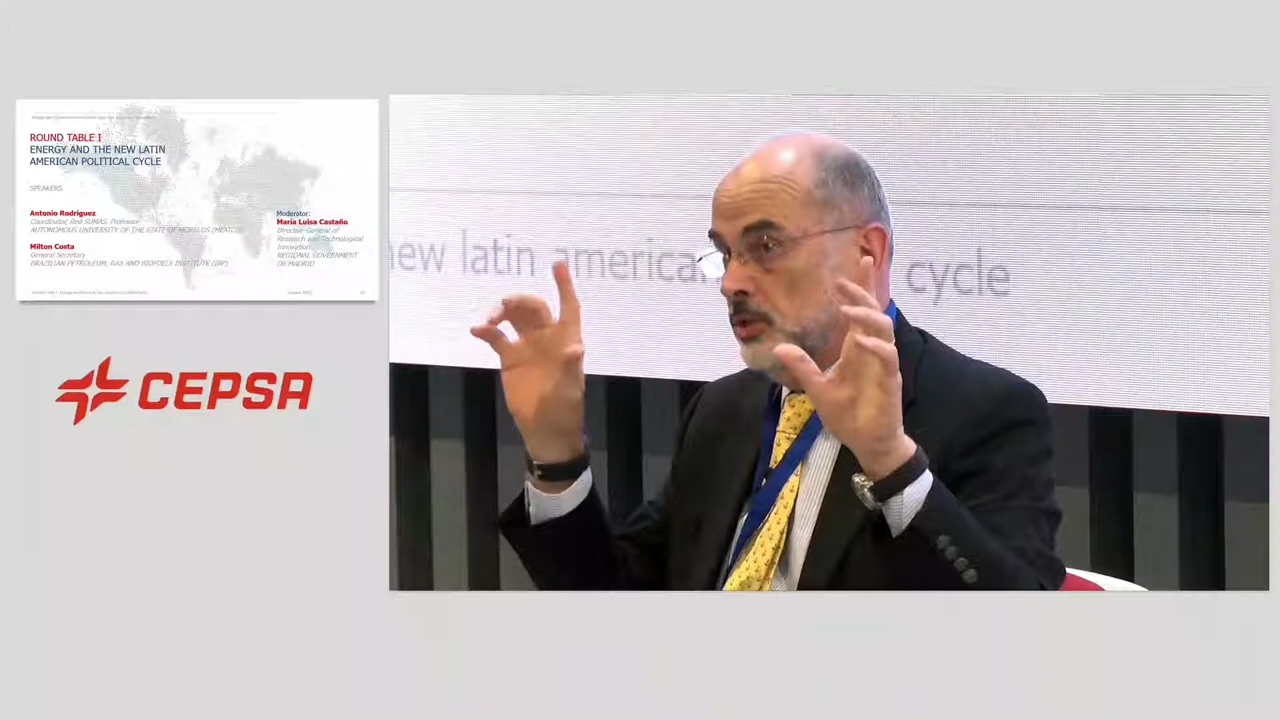 ROUND TABLE I
ENERGY AND THE NEW LATIN
AMERICAN POLITICAL CYCLE
SPEAKERS
Antonio Rodríguez
Coordinator, Red SUMAS. Professor
AUTONOMOUS UNIVERSITY OF THE STATE OF MORELOS (MEXICO)
Milton Costa
General Secretary
BRAZILIAN PETROLEUM, GAS AND BIOFUELS INSTITUTE (IBP)
Moderator:
María Luisa Castaño
Director-General of
Research and Technological
Innovation
REGIONAL GOVERNMENT
OF MADRID
CEPSA
new latin american cycle